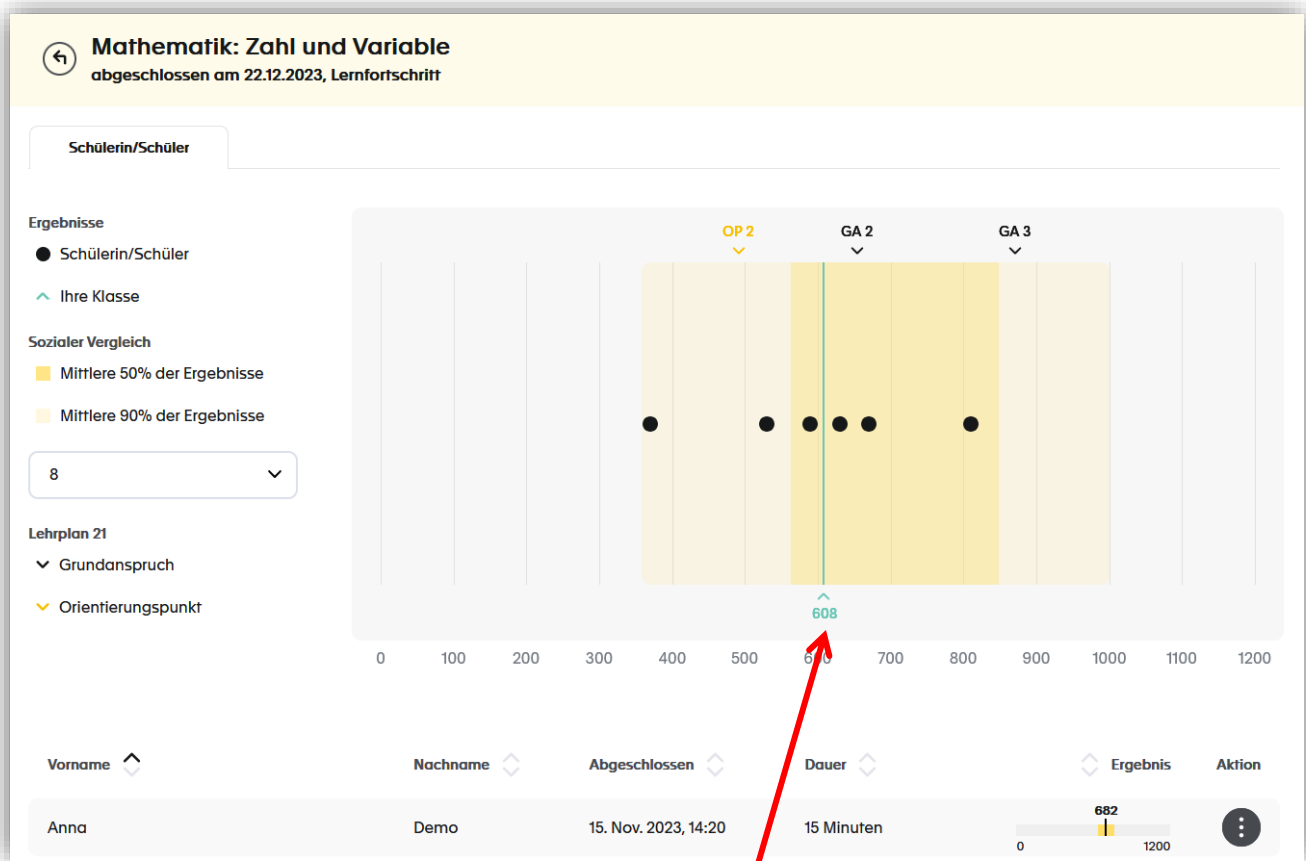 Mathematik: Zahl und Variable
abgeschlossen am 22.12.2023, Lernfortschritt
Schülerin/Schüler
Ergebnisse
Schülerin/Schüler
Ihre Klasse
Sozialer Vergleich
Mittlere 50% der Ergebnisse
Mittlere 90% der Ergebnisse
8
Lehrplan 21
Grundanspruch
Orientierungspunkt
OP 2 GA 2 GA 3
608
0 100 200 300 400 500 600 700 800 900 1000 1100 1200
Vorname Nachname Abgeschlossen Dauer Ergebnis Aktion
682
Anna Demo 15. Nov. 2023, 14:20 15 Minuten
0 1200